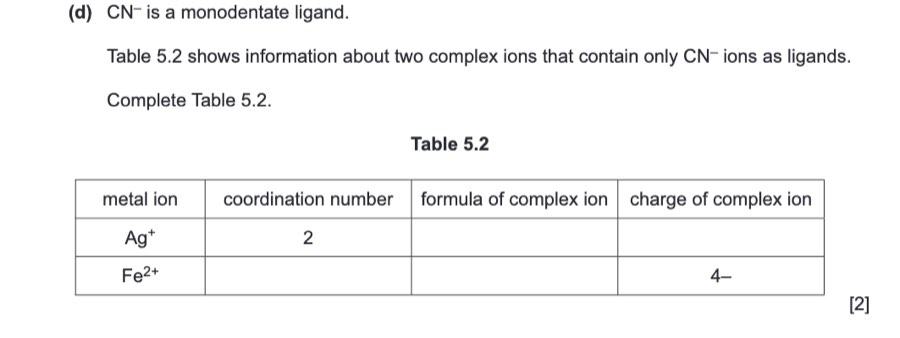 (d) CN⁻ is a monodentate ligand.
Table 5.2 shows information about two complex ions that contain only CN⁻ ions as ligands.
Complete Table 5.2.
Table 5.2
metal ion coordination number formula of complex ion charge of complex ion
Ag⁺ 2
Fe²⁺ 4–
[2]